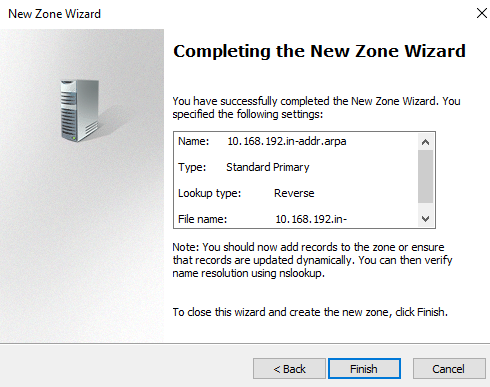 New Zone Wizard
Completing the New Zone Wizard
You have successfully completed the New Zone Wizard. You
specified the following settings:
Name: 10.168.192.in-addr.arpa
Type: Standard Primary
Lookup type: Reverse
File name: 10.168.192.in-
Note: You should now add records to the zone or ensure
that records are updated dynamically. You can then verify
name resolution using nslookup.
To close this wizard and create the new zone, click Finish.
< Back Finish Cancel